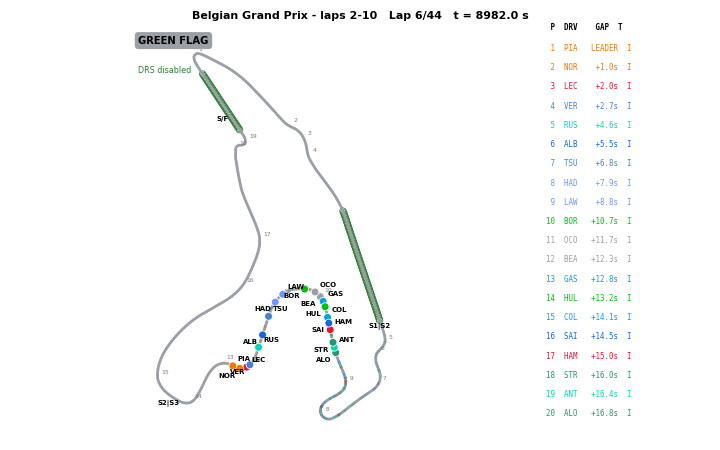 Belgian Grand Prix - laps 2-10   Lap 6/44   t = 8982.0 s
GREEN FLAG
DRS disabled
P  DRV  GAP  T
1  PIA  LEADER  I
2  NOR  +1.0s  I
3  LEC  +2.0s  I
4  VER  +2.7s  I
5  RUS  +4.6s  I
6  ALB  +5.5s  I
7  TSU  +6.8s  I
8  HAD  +7.9s  I
9  LAW  +8.8s  I
10  BOR  +10.7s  I
11  OCO  +11.7s  I
12  BEA  +12.3s  I
13  GAS  +12.8s  I
14  HUL  +13.2s  I
15  COL  +14.1s  I
16  SAI  +14.5s  I
17  HAM  +15.0s  I
18  STR  +16.0s  I
19  ANT  +16.4s  I
20  ALO  +16.8s  I
S/F
19
2
3
4
17
16
LAW
OCO
BOR
GAS
BEA
HAD
TSU
COL
HUL
HAM
SAI
S1|S2
5
ALB
RUS
ANT
STR
ALO
13
PIA
LEC
VER
NOR
15
14
S2|S3
9
7
8